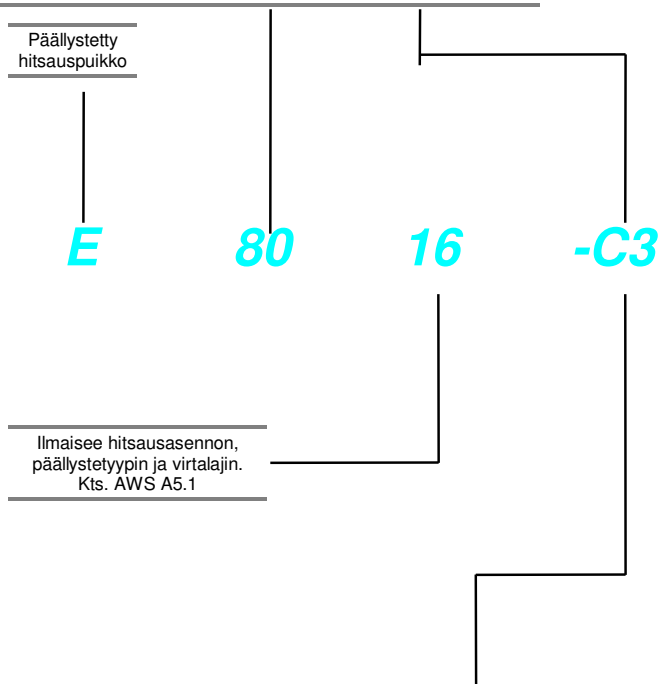 Päällystetty
hitsauspuikko
E 80 16 -C3
Ilmaisee hitsausasennon,
päällystetyypin ja virtalajin.
Kts. AWS A5.1